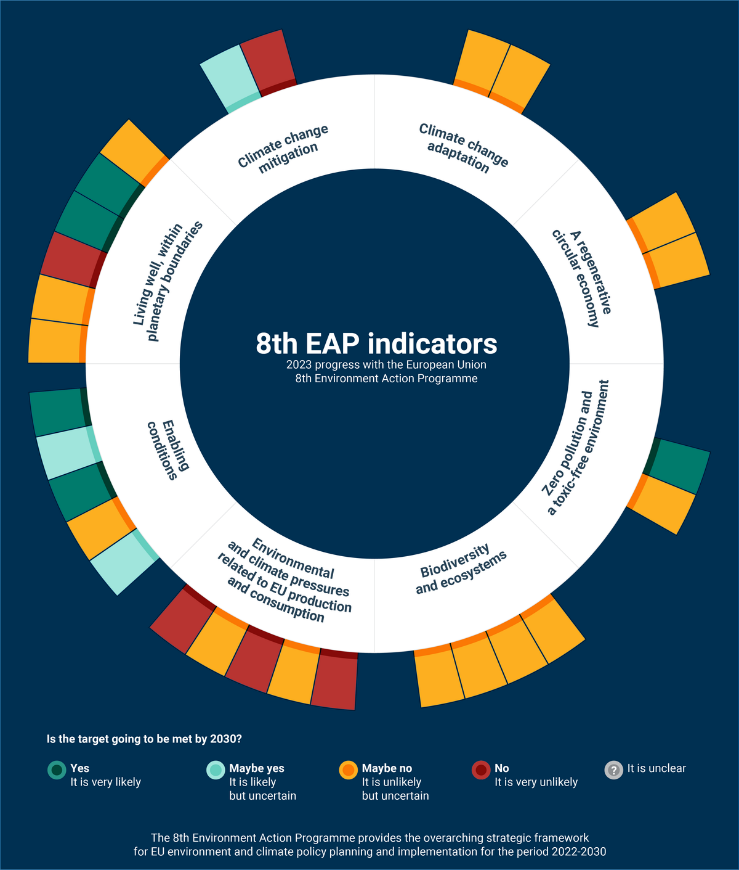 Climate change
mitigation
Climate change
adaptation
A regenerative
circular economy
Zero pollution and
a toxic-free environment
Biodiversity
and ecosystems
Environmental
and climate pressures
related to EU production
and consumption
Enabling
conditions
Living well, within
planetary boundaries
8th EAP indicators
2023 progress with the European Union
8th Environment Action Programme
Is the target going to be met by 2030?
Yes
It is very likely
Maybe yes
It is likely
but uncertain
Maybe no
It is unlikely
but uncertain
No
It is very unlikely
?
It is unclear
The 8th Environment Action Programme provides the overarching strategic framework
for EU environment and climate policy planning and implementation for the period 2022-2030